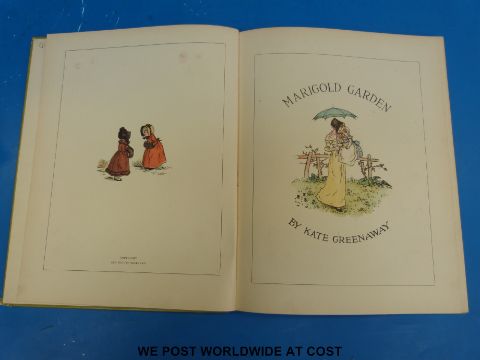 MARIGOLD GARDEN
BY KATE GREENAWAY
WE POST WORLDWIDE AT COST